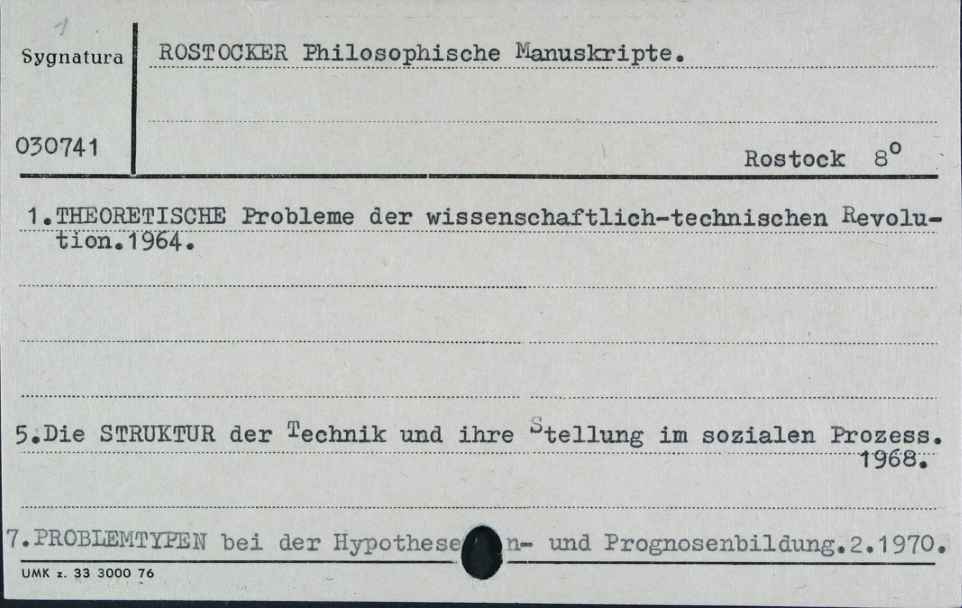 1
Sygnatura
ROSTOCKER Philosophische Manuskripte.
030741
Rostock 8°
1.THEORETISCHE Probleme der wissenschaftlich-technischen Revolu-
tion.1964.
5.Die STRUKTUR der Technik und ihre Stellung im sozialen Prozess.
1968.
7.PROBLEMTYPEN bei der Hypothese n- und Prognosenbildung.2.1970.
UMK z. 33 3000 76